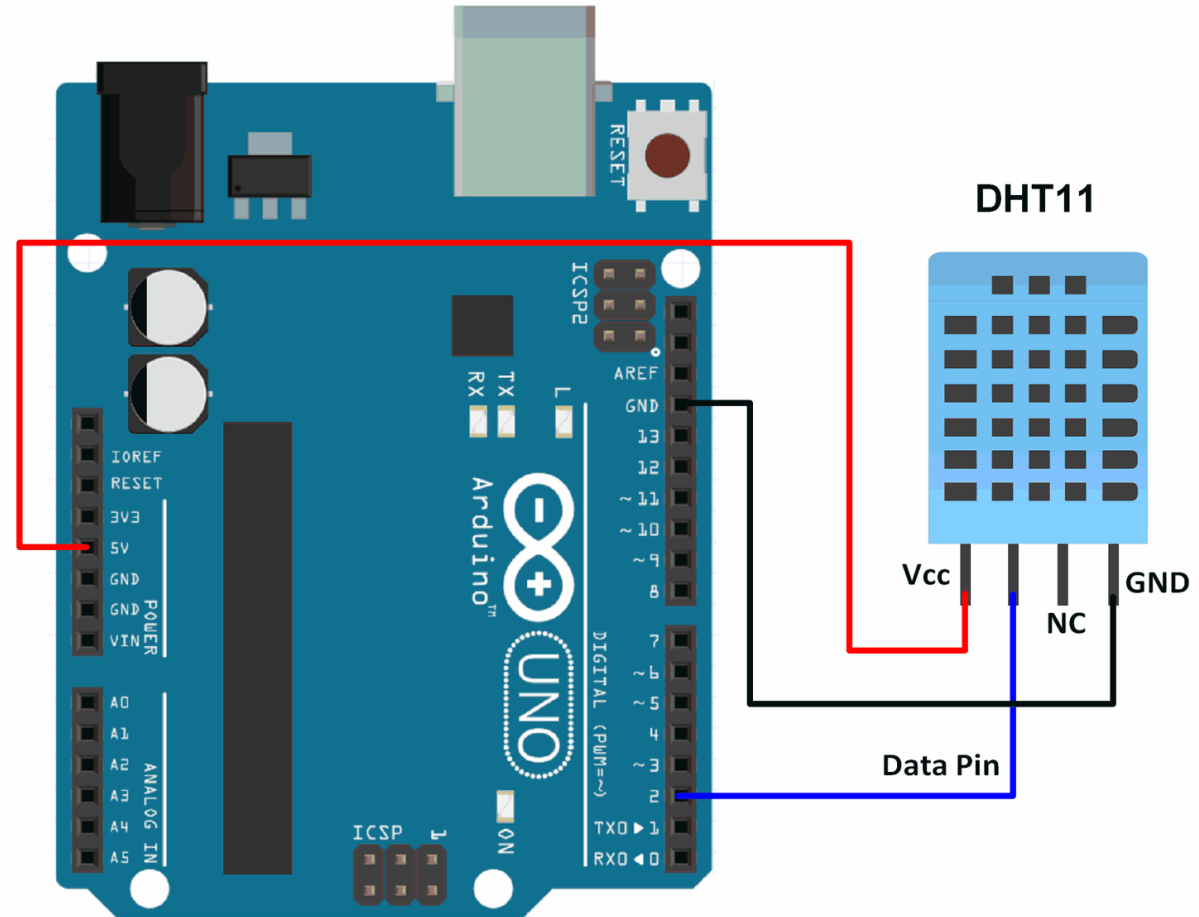 RESET
DHT11
ICSP2
AREF
GND
13
12
~11
~10
~9
8
RX
TX
L
IOREF
RESET
3V3
5V
GND
GND
VIN
POWER
Arduino™
UNO
DIGITAL (PWM=~)
7
~6
~5
4
~3
2
TX0▶1
RX0◀0
A0
A1
A2
A3
A4
A5
ANALOG IN
ICSP
1
ON
Vcc
NC
GND
Data Pin